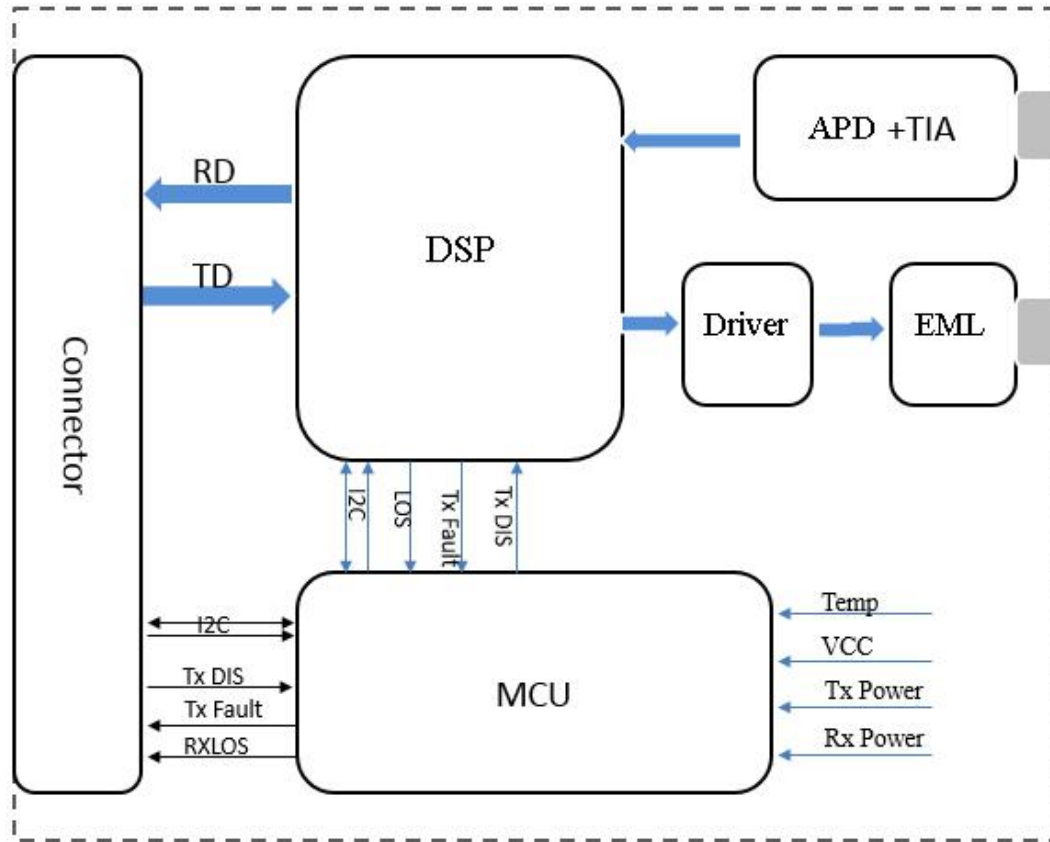 APD +TIA
RD
DSP
TD
Driver
EML
Connector
I2C
LOS
Tx Fault
Tx DIS
Temp
I2C
VCC
Tx DIS
MCU
Tx Power
Tx Fault
Rx Power
RXLOS